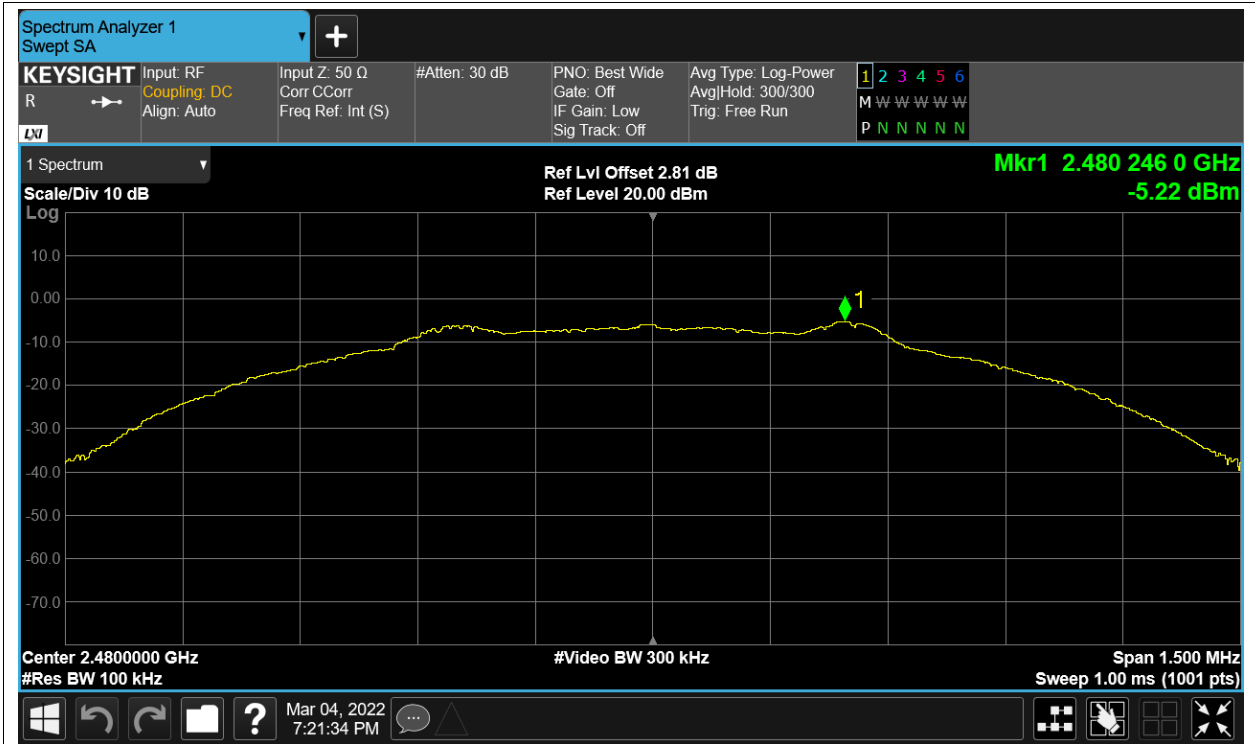 Spectrum Analyzer 1
Swept SA
KEYSIGHT
R
LXI
Input: RF
Coupling: DC
Align: Auto
Input Z: 50 Ω
Corr CCorr
Freq Ref: Int (S)
#Atten: 30 dB
PNO: Best Wide
Gate: Off
IF Gain: Low
Sig Track: Off
Avg Type: Log-Power
Avg|Hold: 300/300
Trig: Free Run
1 2 3 4 5 6
M W W W W W W
P N N N N N N
1 Spectrum
Scale/Div 10 dB
Ref Lvl Offset 2.81 dB
Ref Level 20.00 dBm
Mkr1 2.480 246 0 GHz
-5.22 dBm
Log
10.0
0.00
1
-10.0
-20.0
-30.0
-40.0
-50.0
-60.0
-70.0
Center 2.4800000 GHz
#Video BW 300 kHz
Span 1.500 MHz
#Res BW 100 kHz
Sweep 1.00 ms (1001 pts)
?
Mar 04, 2022
7:21:34 PM